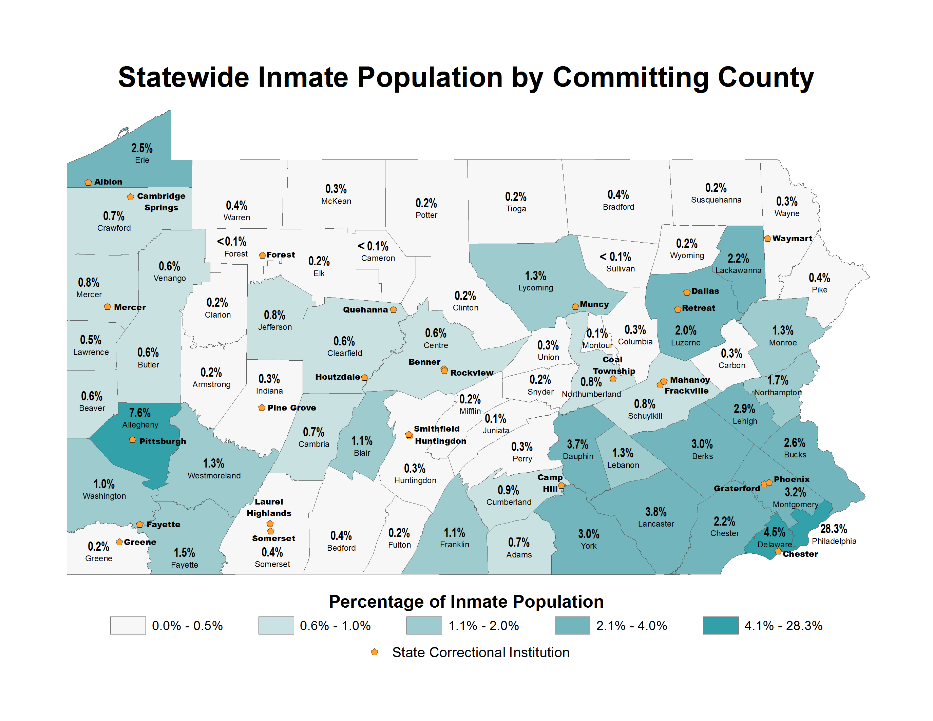 Statewide Inmate Population by Committing County
2.5%
Erie
Albion
Cambridge
Springs
0.7%
Crawford
0.4%
Warren
0.3%
McKean
0.2%
Potter
0.2%
Tioga
0.4%
Bradford
0.2%
Susquehanna
0.3%
Wayne
<0.1%
Forest
Forest
< 0.1%
Cameron
0.2%
Elk
0.6%
Venango
0.8%
Mercer
Mercer
0.2%
Clarion
0.8%
Jefferson
Quehanna
0.2%
Clinton
1.3%
Lycoming
Muncy
< 0.1%
Sullivan
0.2%
Wyoming
2.2%
Lackawanna
Waymart
0.4%
Pike
Dallas
Retreat
2.0%
Luzerne
1.3%
Monroe
0.5%
Lawrence
0.6%
Butler
0.2%
Armstrong
0.3%
Indiana
Pine Grove
0.6%
Clearfield
Houtzdale
0.6%
Centre
Benner
Rockview
0.3%
Union
0.1%
Montour
0.3%
Columbia
Coal
Township
0.8%
Northumberland
0.3%
Carbon
0.2%
Snyder
Mahanoy
Frackville
0.8%
Schuylkill
1.7%
Northampton
2.9%
Lehigh
0.6%
Beaver
7.6%
Allegheny
Pittsburgh
1.3%
Westmoreland
0.7%
Cambria
1.1%
Blair
Smithfield
Huntingdon
0.3%
Huntingdon
0.2%
Mifflin
0.1%
Juniata
0.3%
Perry
3.7%
Dauphin
1.3%
Lebanon
3.0%
Berks
2.6%
Bucks
1.0%
Washington
Laurel
Highlands
Somerset
0.4%
Somerset
0.4%
Bedford
0.2%
Fulton
1.1%
Franklin
0.9%
Cumberland
Camp
Hill
0.7%
Adams
3.0%
York
3.8%
Lancaster
2.2%
Chester
Graterford
Phoenix
3.2%
Montgomery
4.5%
Delaware
28.3%
Philadelphia
Chester
Fayette
Greene
0.2%
Greene
1.5%
Fayette
Percentage of Inmate Population
0.0% - 0.5%
0.6% - 1.0%
1.1% - 2.0%
2.1% - 4.0%
4.1% - 28.3%
State Correctional Institution